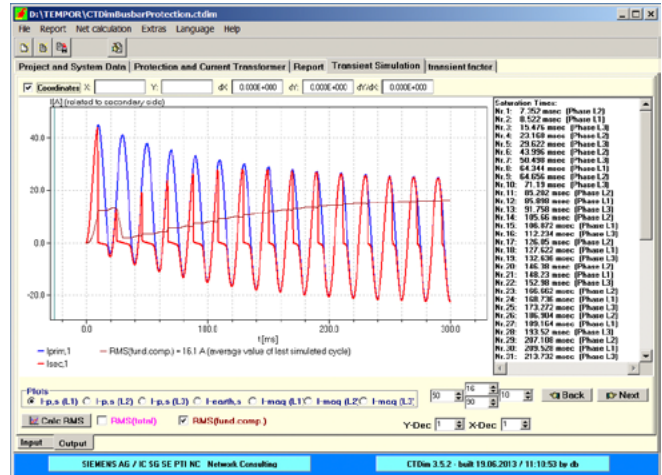 D:\TEMPOR\CTDimBusbarProtection.ctdim
File Report Net calculation Extras Language Help
Project and System Data Protection and Current Transformer Report Transient Simulation transient factor
Coordinates X: Y: dX: 0.000E+000 dY: 0.000E+000 dY/dX: 0.000E+000
I[A] (related to secondary side)
40.0
20.0
0.0
-20.0
0.0 100.0 200.0 300.0
t [ms]
Iprim,1 RMS(fund.comp.) = 16.1 A (average value of last simulated cycle)
Isec,1
Saturation Times:
Nr.1: 7.352 msec (Phase L2)
Nr.2: 8.522 msec (Phase L1)
Nr.3: 15.476 msec (Phase L3)
Nr.4: 23.168 msec (Phase L2)
Nr.5: 29.622 msec (Phase L3)
Nr.6: 43.996 msec (Phase L2)
Nr.7: 50.498 msec (Phase L3)
Nr.8: 64.344 msec (Phase L1)
Nr.9: 64.656 msec (Phase L2)
Nr.10: 71.19 msec (Phase L3)
Nr.11: 85.202 msec (Phase L2)
Nr.12: 85.898 msec (Phase L1)
Nr.13: 91.758 msec (Phase L3)
Nr.14: 105.66 msec (Phase L2)
Nr.15: 106.872 msec (Phase L1)
Nr.16: 112.234 msec (Phase L3)
Nr.17: 126.05 msec (Phase L2)
Nr.18: 127.622 msec (Phase L1)
Nr.19: 132.636 msec (Phase L3)
Nr.20: 146.38 msec (Phase L2)
Nr.21: 148.23 msec (Phase L1)
Nr.22: 152.98 msec (Phase L3)
Nr.23: 166.662 msec (Phase L2)
Nr.24: 168.736 msec (Phase L1)
Nr.25: 173.272 msec (Phase L3)
Nr.26: 186.904 msec (Phase L2)
Nr.27: 189.164 msec (Phase L1)
Nr.28: 193.52 msec (Phase L3)
Nr.29: 207.108 msec (Phase L2)
Nr.30: 209.528 msec (Phase L1)
Nr.31: 213.732 msec (Phase L3)
Plots
I-p,s (L1) I-p,s (L2) I-p,s (L3) I-earth,s I-mag (L1) I-mag (L2) I-mag (L3)
50 16 90 10 Back Next
Calc RMS RMS(total) RMS(fund.comp.) Y-Dec 1 X-Dec 1
Input Output
SIEMENS AG / IC SG SE PTI NC Network Consulting CTDim 3.5.2 - built 19.06.2013 / 11:10:53 by db